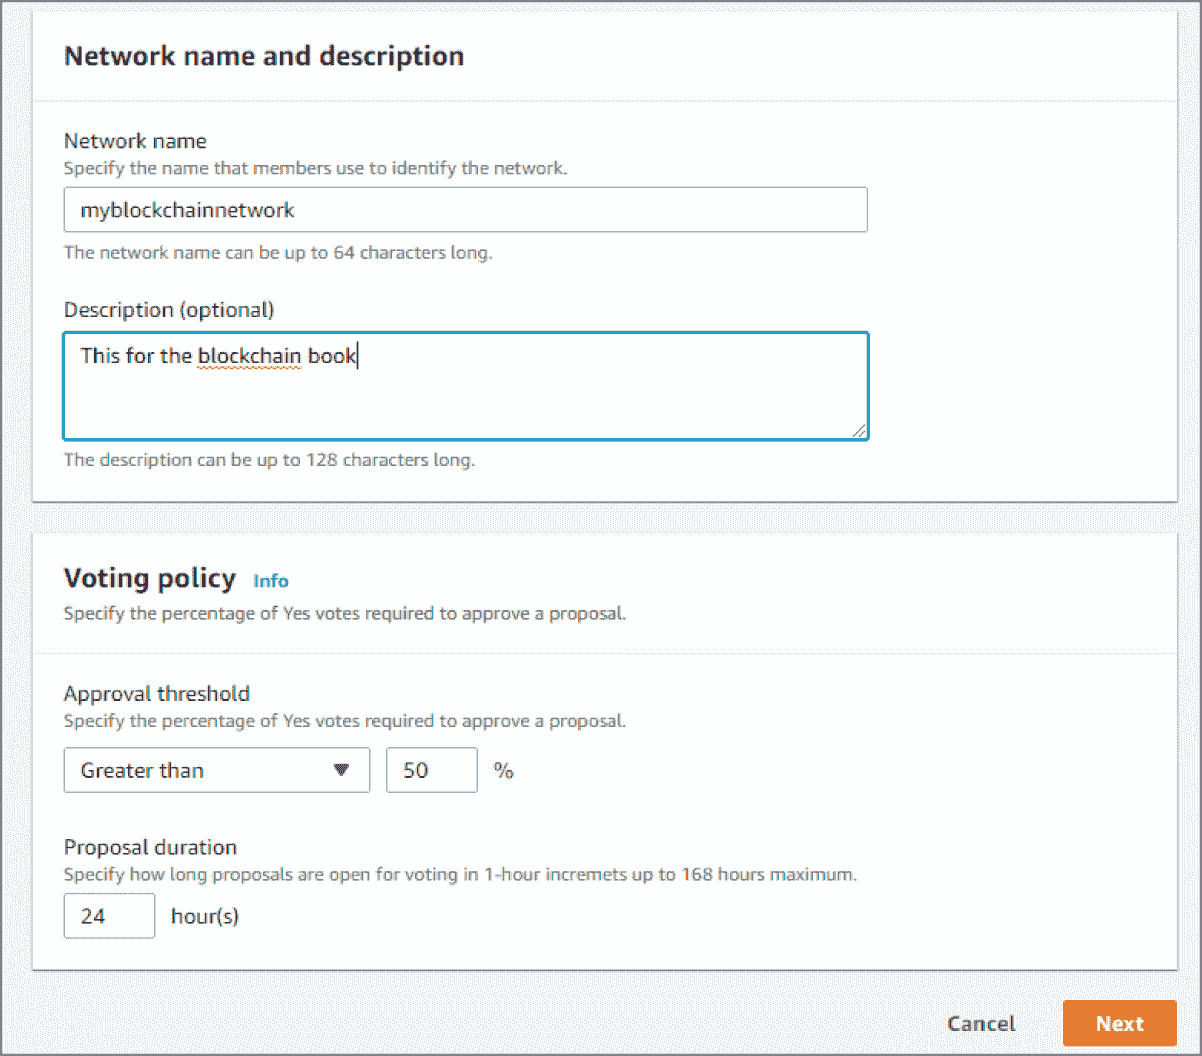 Network name and description
Network name
Specify the name that members use to identify the network.
myblockchainnetwork
The network name can be up to 64 characters long.
Description (optional)
This for the blockchain book
The description can be up to 128 characters long.
Voting policy Info
Specify the percentage of Yes votes required to approve a proposal.
Approval threshold
Specify the percentage of Yes votes required to approve a proposal.
Greater than 50 %
Proposal duration
Specify how long proposals are open for voting in 1-hour incremets up to 168 hours maximum.
24 hour(s)
Cancel Next